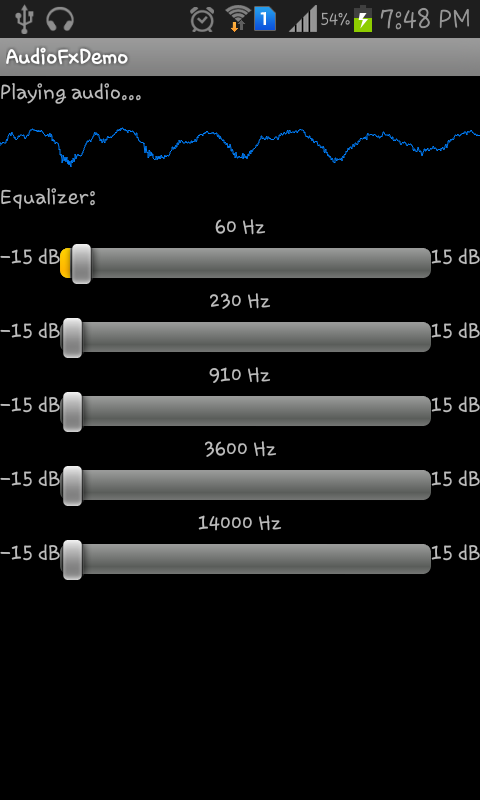 1 54% 7:48 PM
AudioFxDemo
Playing audio...
Equalizer:
60 Hz
-15 dB 15 dB
230 Hz
-15 dB 15 dB
910 Hz
-15 dB 15 dB
3600 Hz
-15 dB 15 dB
14000 Hz
-15 dB 15 dB